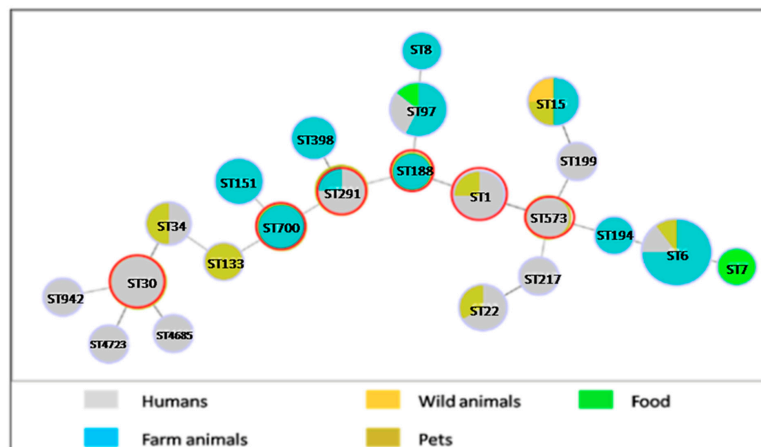 ST8
ST97
ST15
ST398
ST199
ST188
ST151
ST291
ST1
ST573
ST34
ST700
ST194
ST133
ST6
ST7
ST30
ST217
ST942
ST22
ST4723
ST4685
Humans
Wild animals
Food
Farm animals
Pets